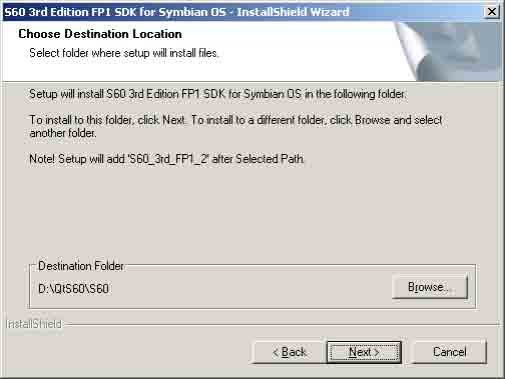 S60 3rd Edition FP1 SDK for Symbian OS - InstallShield Wizard
Choose Destination Location
Select folder where setup will install files.
Setup will install S60 3rd Edition FP1 SDK for Symbian OS in the following folder.
To install to this folder, click Next. To install to a different folder, click Browse and select
another folder.
Note! Setup will add 'S60_3rd_FP1_2' after Selected Path.
Destination Folder
D:\QtS60\S60
Browse...
InstallShield
< Back
Next >
Cancel